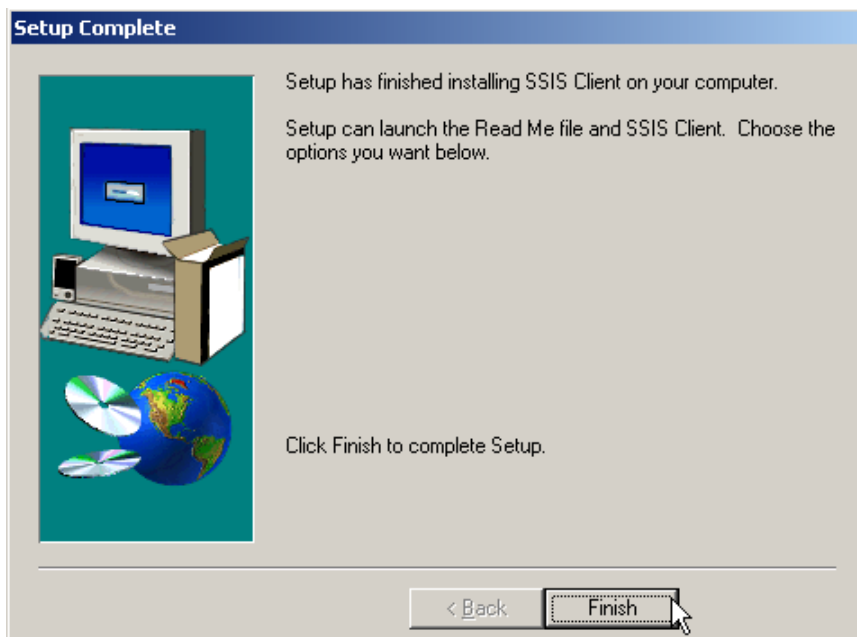 Setup Complete
Setup has finished installing SSIS Client on your computer.
Setup can launch the Read Me file and SSIS Client.  Choose the
options you want below.
Click Finish to complete Setup.
< Back
Finish